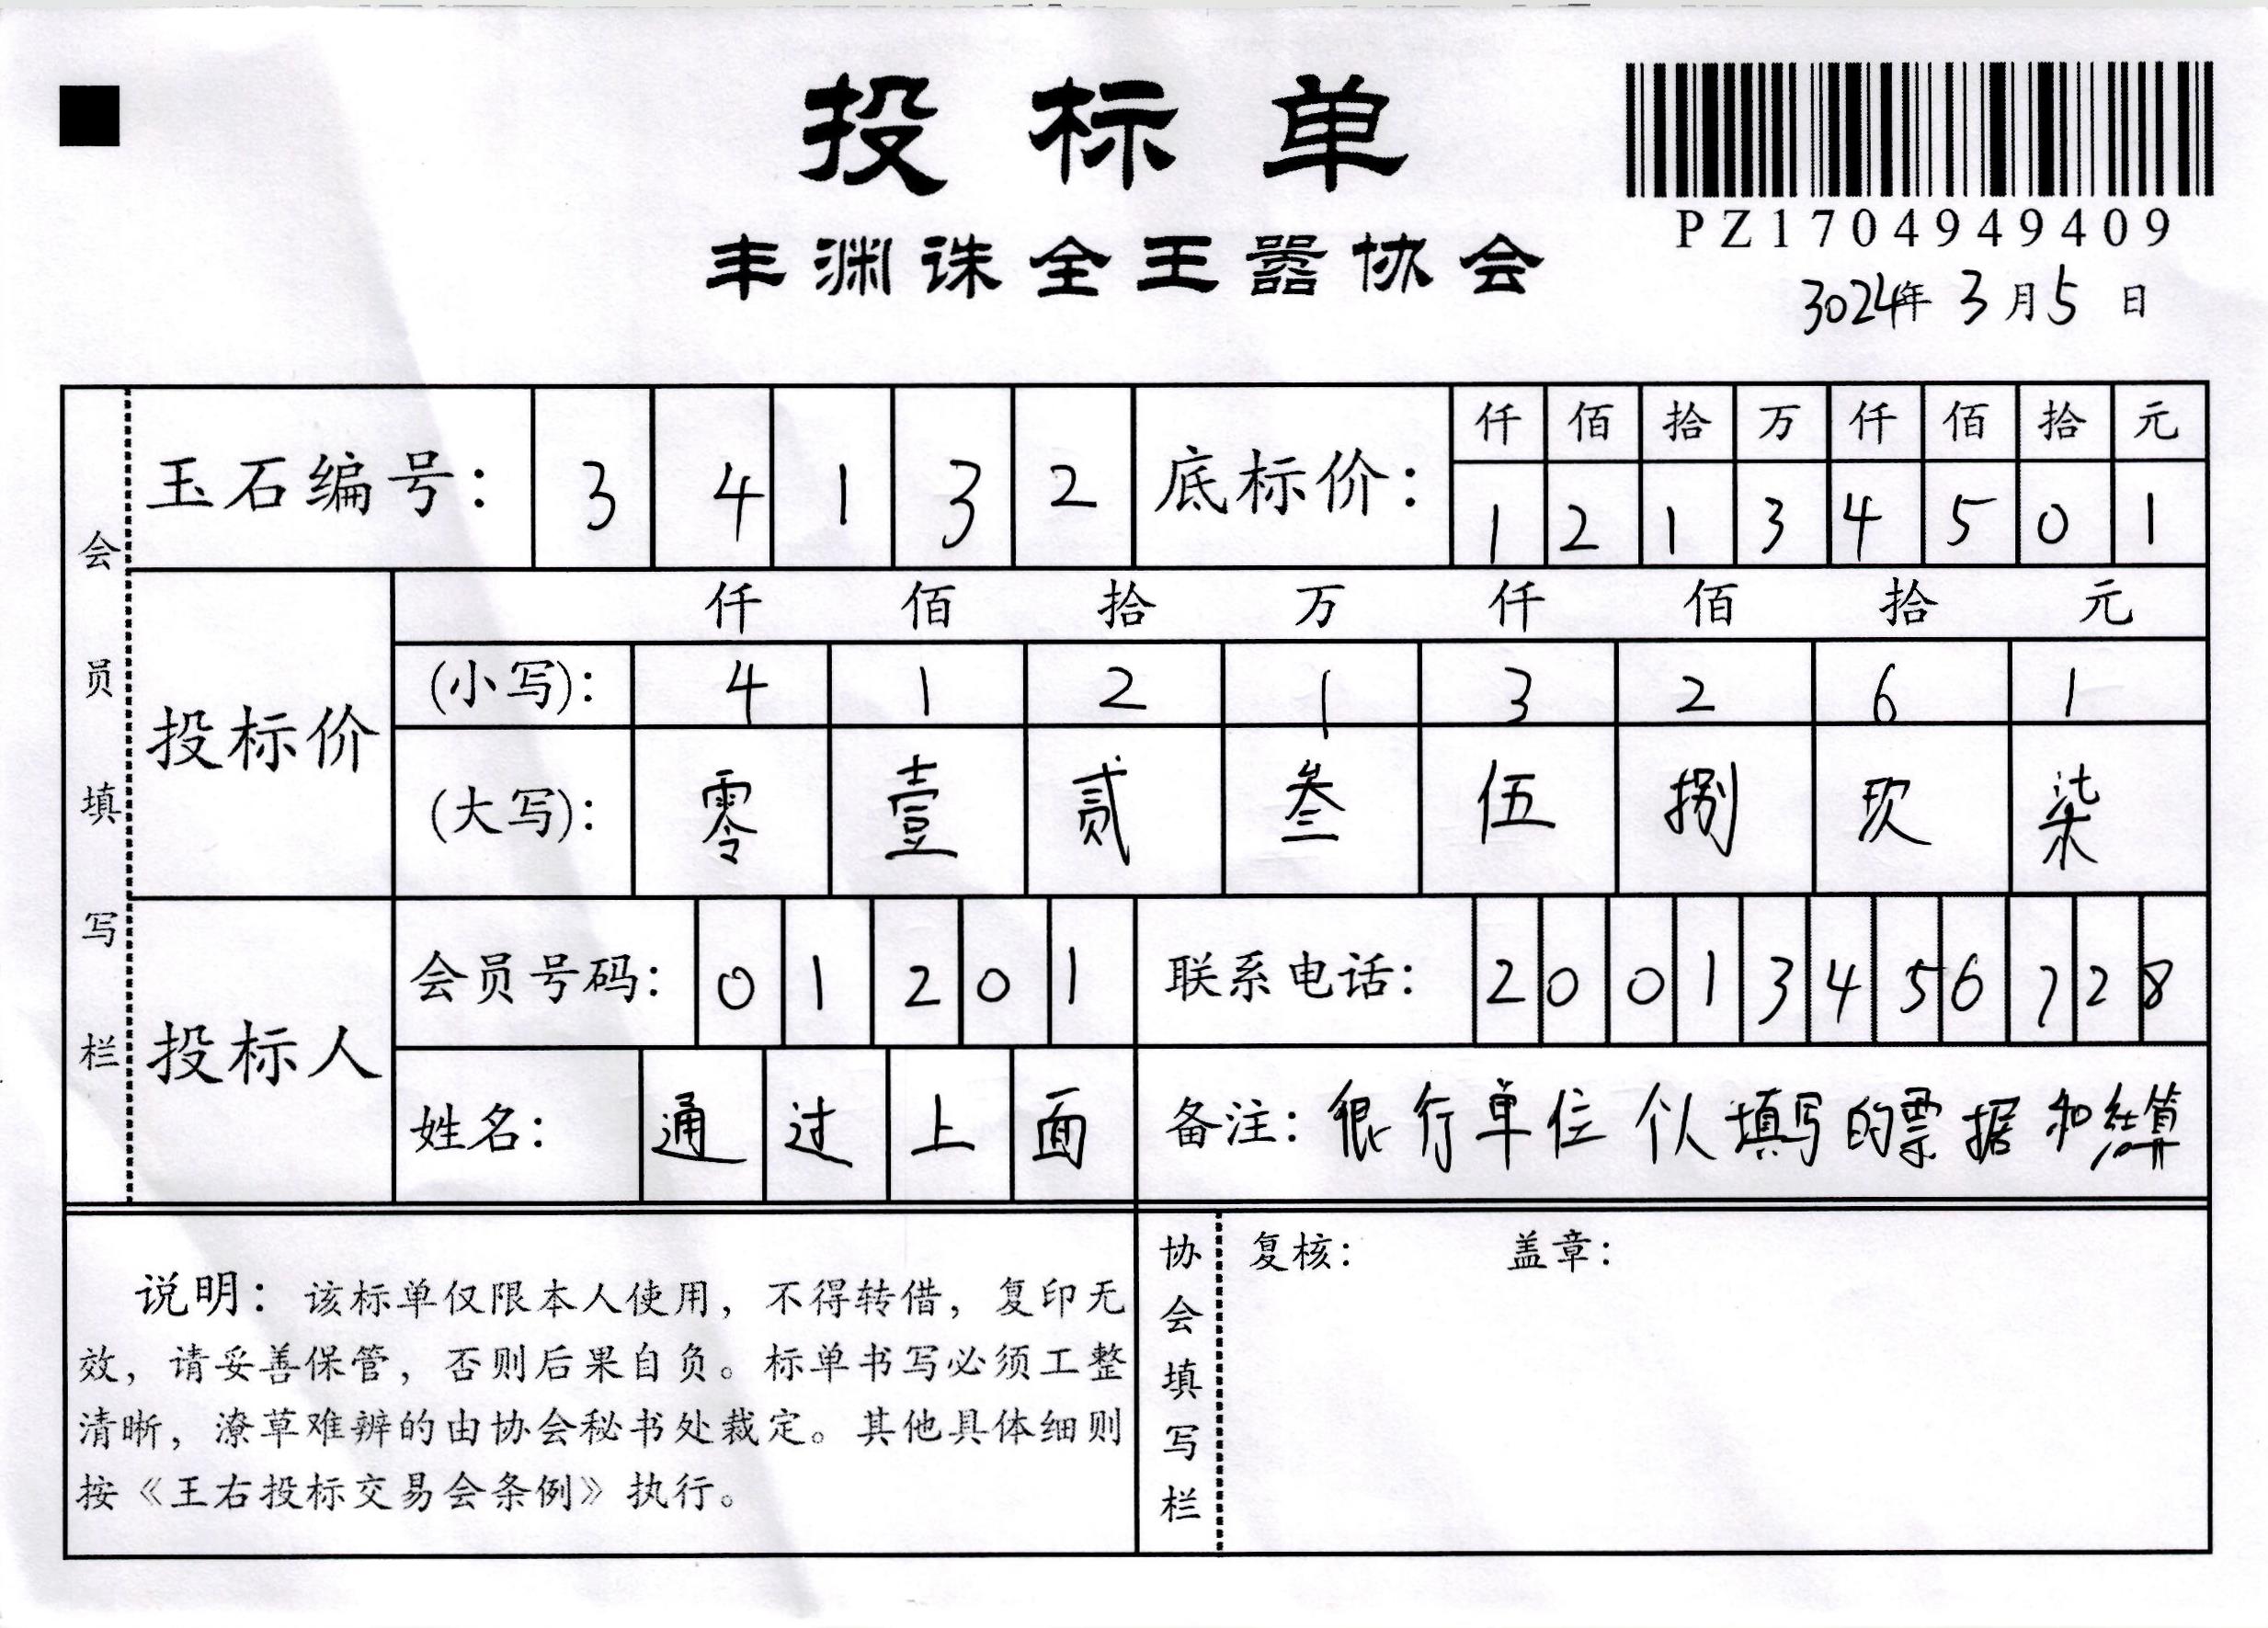 投标单
PZ1704949409
丰渊诛全王嚣协会
3024年 3月5日
玉石编号： 3 4 1 3 2 底标价： 仟 佰 拾 万 仟 佰 拾 元
1 2 1 3 4 5 0 1
会员填写栏
投标价
仟 佰 拾 万 仟 佰 拾 元
(小写)： 4 1 2 1 3 2 6 1
(大写)： 零 壹 贰 叁 伍 捌 玖 柒
投标人
会员号码： 0 1 2 0 1 联系电话： 2 0 0 1 3 4 5 6 7 2 8
姓名： 通 过 上 面 备注：银行单位个人填写的票据和结算
说明：该标单仅限本人使用，不得转借，复印无
效，请妥善保管，否则后果自负。标单书写必须工整
清晰，潦草难辨的由协会秘书处裁定。其他具体细则
按《王右投标交易会条例》执行。
协会填写栏
复核： 盖章：